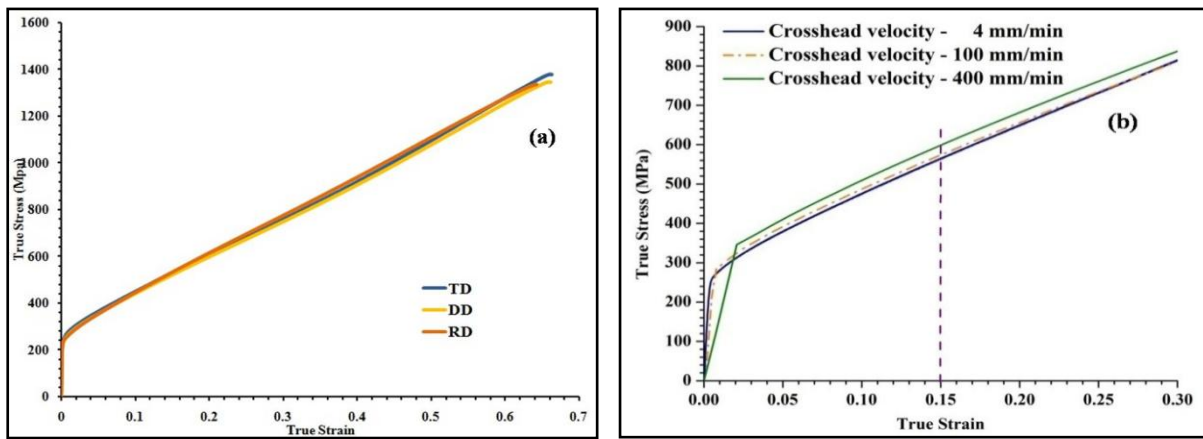 1600
1400
1200
1000
800
600
400
200
0
True Stress (Mpa)
(a)
TD
DD
RD
0 0.1 0.2 0.3 0.4 0.5 0.6 0.7
True Strain
900
800
700
600
500
400
300
200
100
0
True Stress (MPa)
Crosshead velocity - 4 mm/min
Crosshead velocity - 100 mm/min
Crosshead velocity - 400 mm/min
(b)
0.00 0.05 0.10 0.15 0.20 0.25 0.30
True Strain